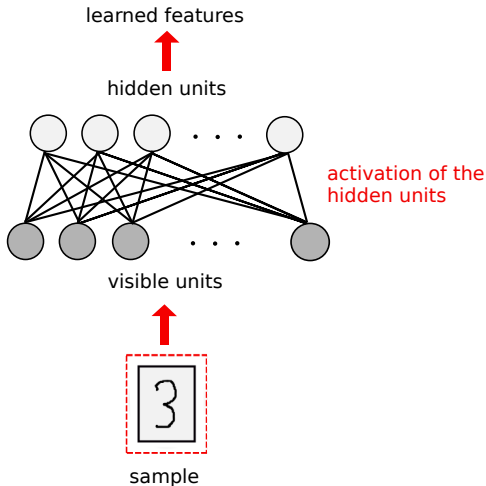 learned features
hidden units
. . .
activation of the
hidden units
. . .
visible units
3
sample